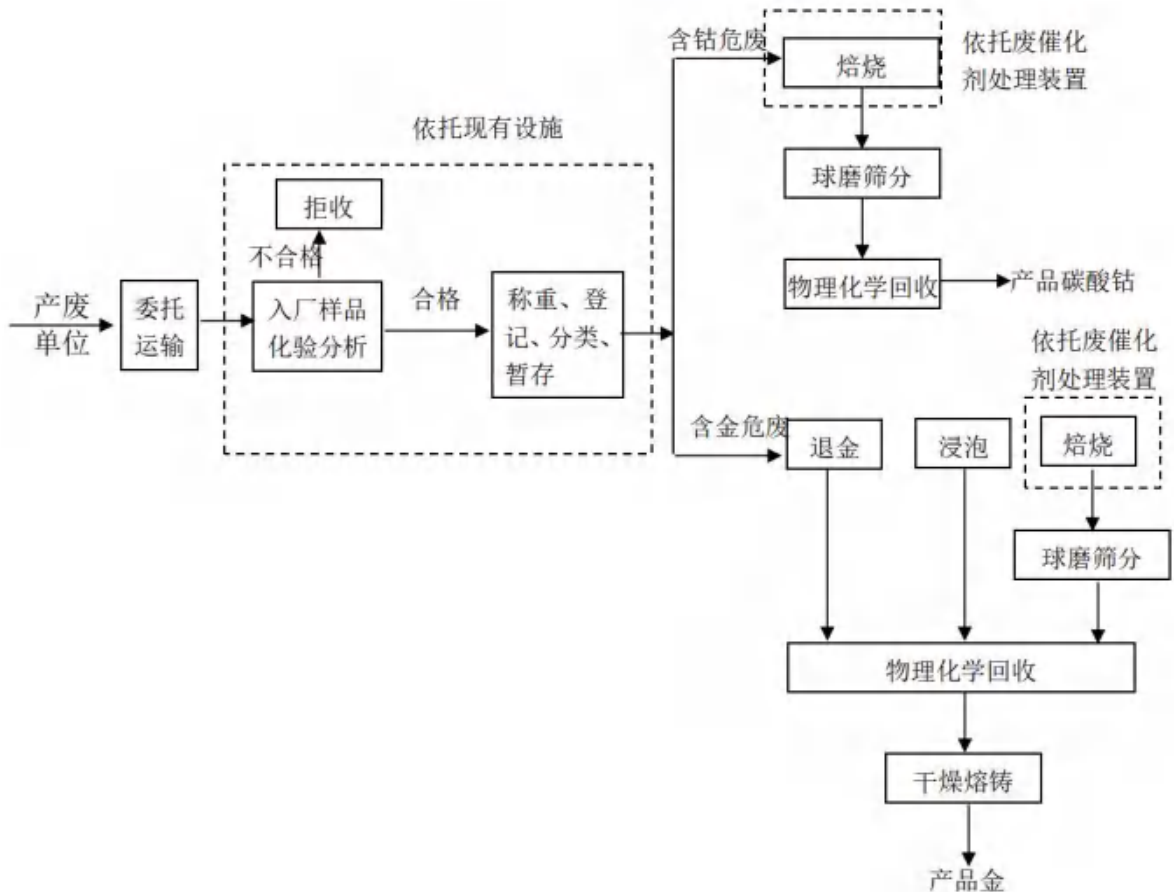 含钴危废
焙烧
依托废催化
剂处理装置
依托现有设施
球磨筛分
拒收
不合格
物理化学回收
产品碳酸钴
产废
单位
委托
运输
入厂样品
化验分析
合格
称重、登
记、分类、
暂存
依托废催化
剂处理装置
含金危废
退金
浸泡
焙烧
球磨筛分
物理化学回收
干燥熔铸
产品金